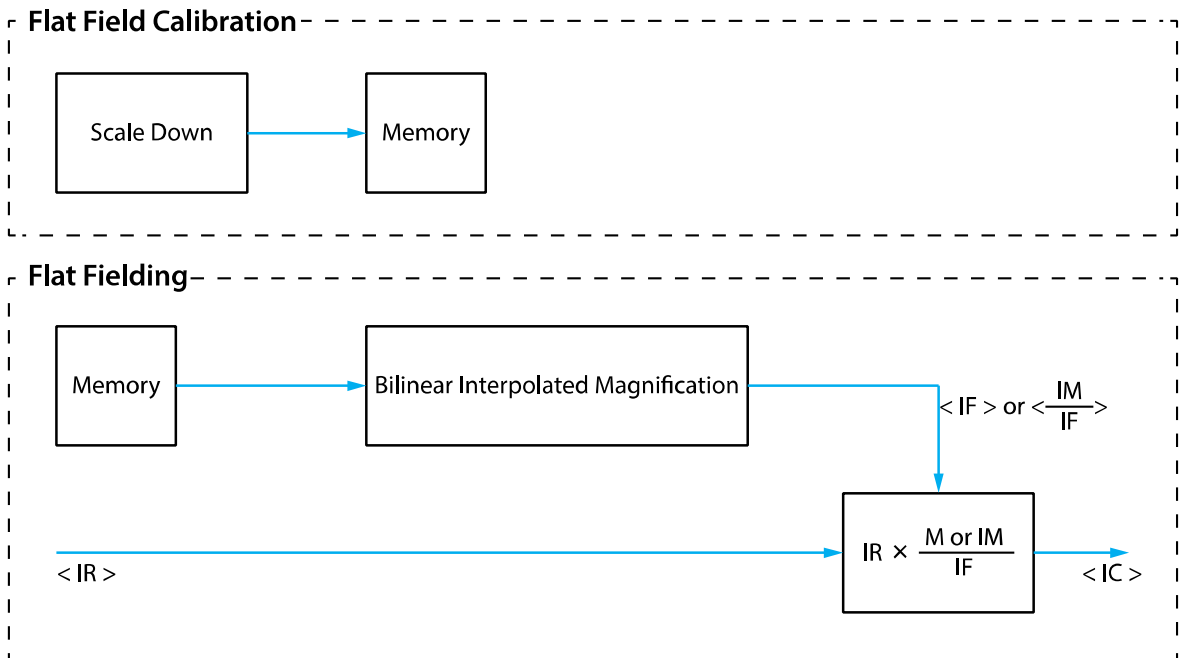 Flat Field Calibration
Scale Down
Memory
Flat Fielding
Memory
Bilinear Interpolated Magnification
< IF > or < IM / IF >
IR × M or IM / IF
< IR >
< IC >